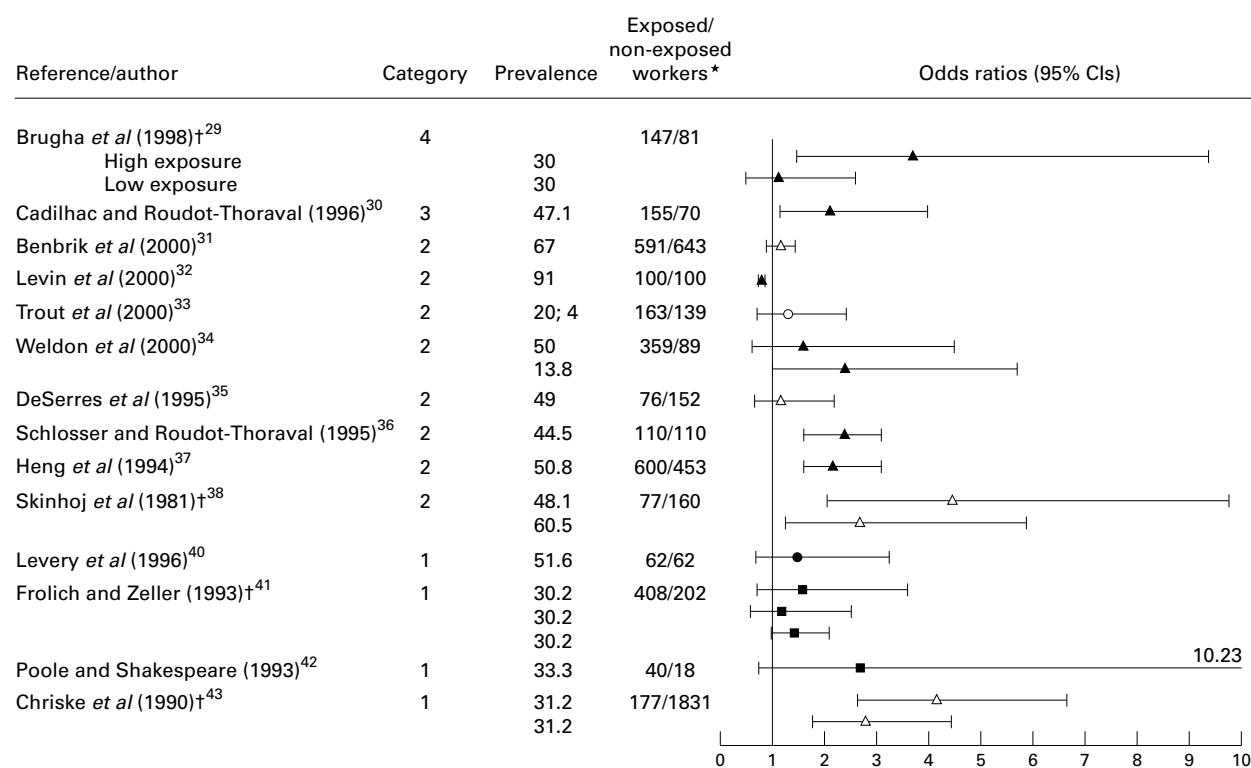 Exposed/
non-exposed
Reference/author Category Prevalence workers* Odds ratios (95% CIs)
Brugha et al (1998)†29 4 147/81
High exposure 30
Low exposure 30
Cadilhac and Roudot-Thoraval (1996)30 3 47.1 155/70
Benbrik et al (2000)31 2 67 591/643
Levin et al (2000)32 2 91 100/100
Trout et al (2000)33 2 20; 4 163/139
Weldon et al (2000)34 2 50 359/89
13.8
DeSerres et al (1995)35 2 49 76/152
Schlosser and Roudot-Thoraval (1995)36 2 44.5 110/110
Heng et al (1994)37 2 50.8 600/453
Skinhoj et al (1981)†38 2 48.1 77/160
60.5
Levery et al (1996)40 1 51.6 62/62
Frolich and Zeller (1993)†41 1 30.2 408/202
30.2
30.2
10.23
Poole and Shakespeare (1993)42 1 33.3 40/18
Chriske et al (1990)†43 1 31.2 177/1831
31.2
0 1 2 3 4 5 6 7 8 9 10